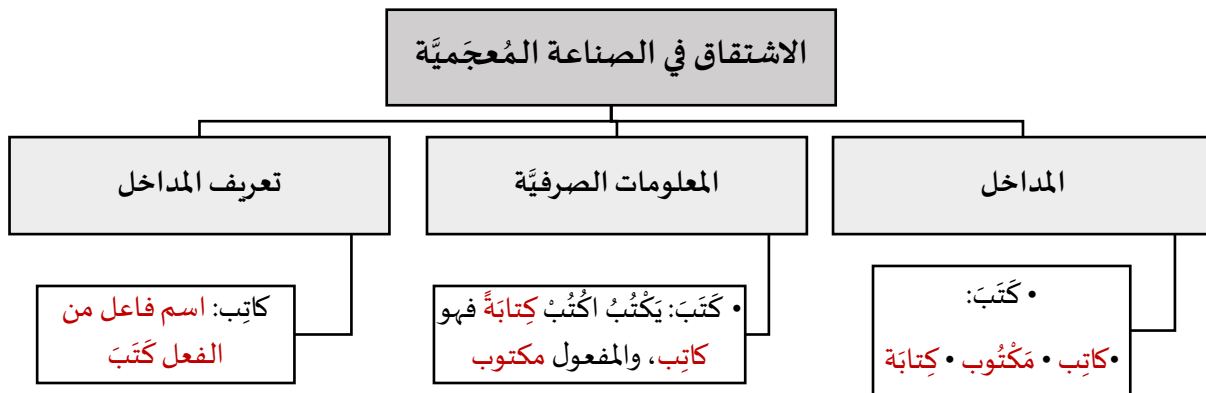 الاشتقاق في الصناعة المُعجَميَّة
المداخل
المعلومات الصرفيَّة
تعريف المداخل
• كَتَبَ:
•كاتِب • مَكْتُوب • كِتابَة
• كَتَبَ: يَكْتُبُ اكُتُبْ كِتابَةً فهو
كاتِب، والمفعول مكتوب
كاتِب: اسم فاعل من
الفعل كَتَبَ